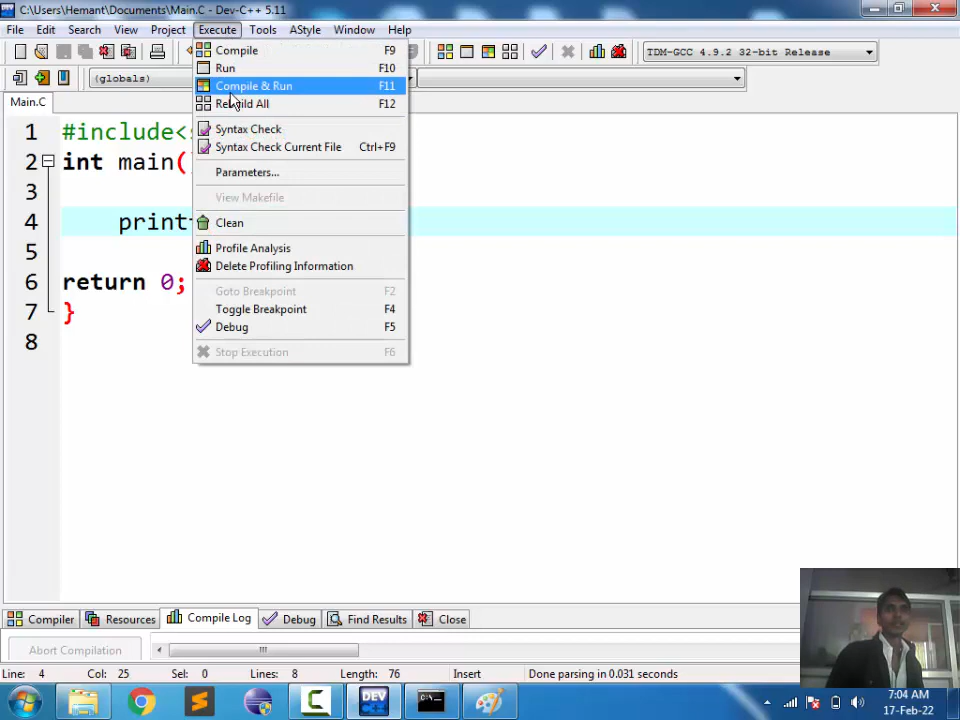 C:\Users\Hemant\Documents\Main.C - Dev-C++ 5.11
File Edit Search View Project Execute Tools AStyle Window Help
TDM-GCC 4.9.2 32-bit Release
(globals)
Main.C
Compile F9
Run F10
Compile & Run F11
Rebuild All F12
Syntax Check
Syntax Check Current File Ctrl+F9
Parameters...
View Makefile
Clean
Profile Analysis
Delete Profiling Information
Goto Breakpoint F2
Toggle Breakpoint F4
Debug F5
Stop Execution F6
1 #include<
2 int main(
3
4 print
5
6 return 0;
7 }
8
Compiler Resources Compile Log Debug Find Results Close
Abort Compilation
Line: 4 Col: 25 Sel: 0 Lines: 8 Length: 76 Insert Done parsing in 0.031 seconds
DEV
7:04 AM
17-Feb-22